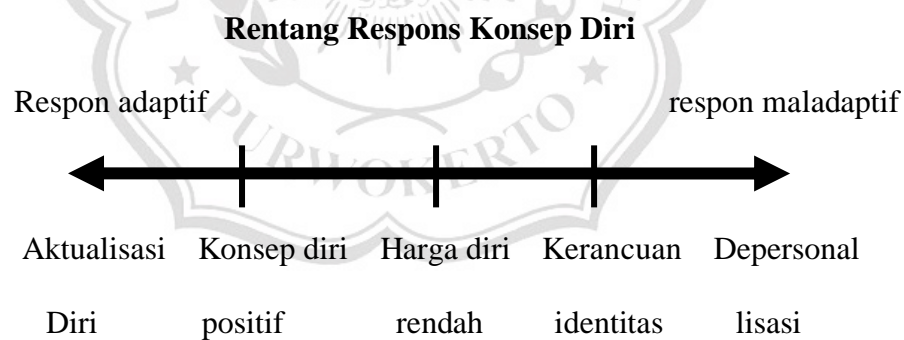 Rentang Respons Konsep Diri
Respon adaptif respon maladaptif
PURWOKERTO
Aktualisasi Konsep diri Harga diri Kerancuan Depersonal
Diri positif rendah identitas lisasi